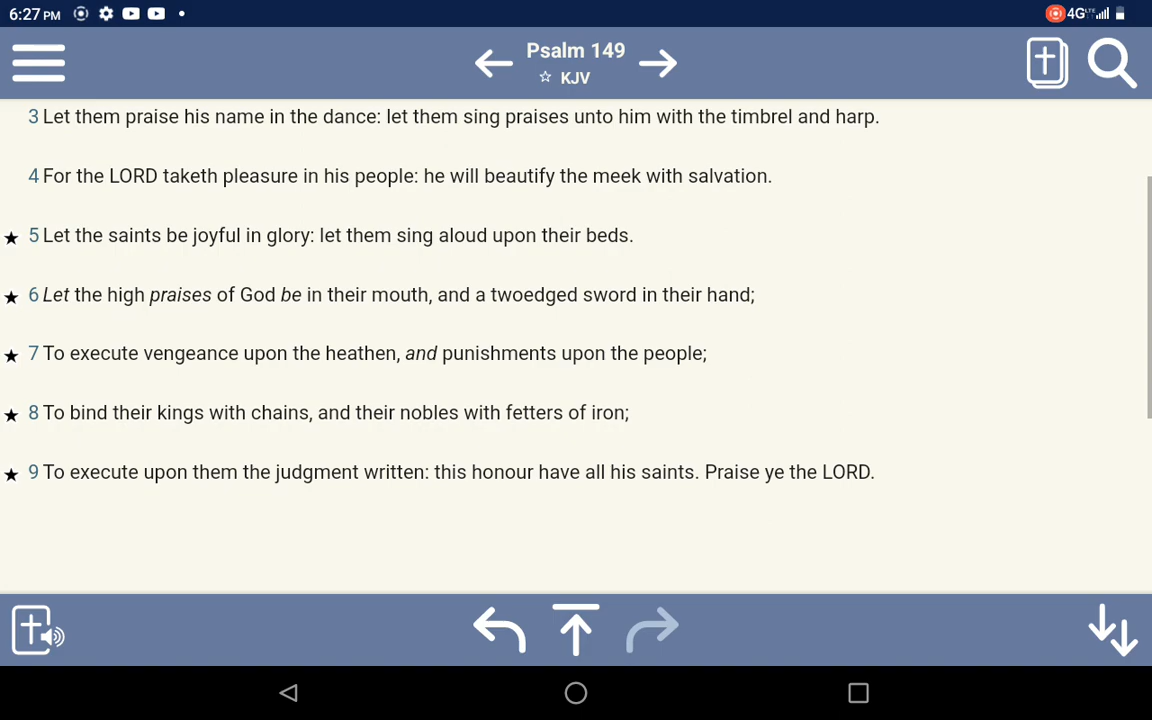 6:27 PM
4G LTE
Psalm 149
KJV
3 Let them praise his name in the dance: let them sing praises unto him with the timbrel and harp.
4 For the LORD taketh pleasure in his people: he will beautify the meek with salvation.
5 Let the saints be joyful in glory: let them sing aloud upon their beds.
6 Let the high praises of God be in their mouth, and a twoedged sword in their hand;
7 To execute vengeance upon the heathen, and punishments upon the people;
8 To bind their kings with chains, and their nobles with fetters of iron;
9 To execute upon them the judgment written: this honour have all his saints. Praise ye the LORD.